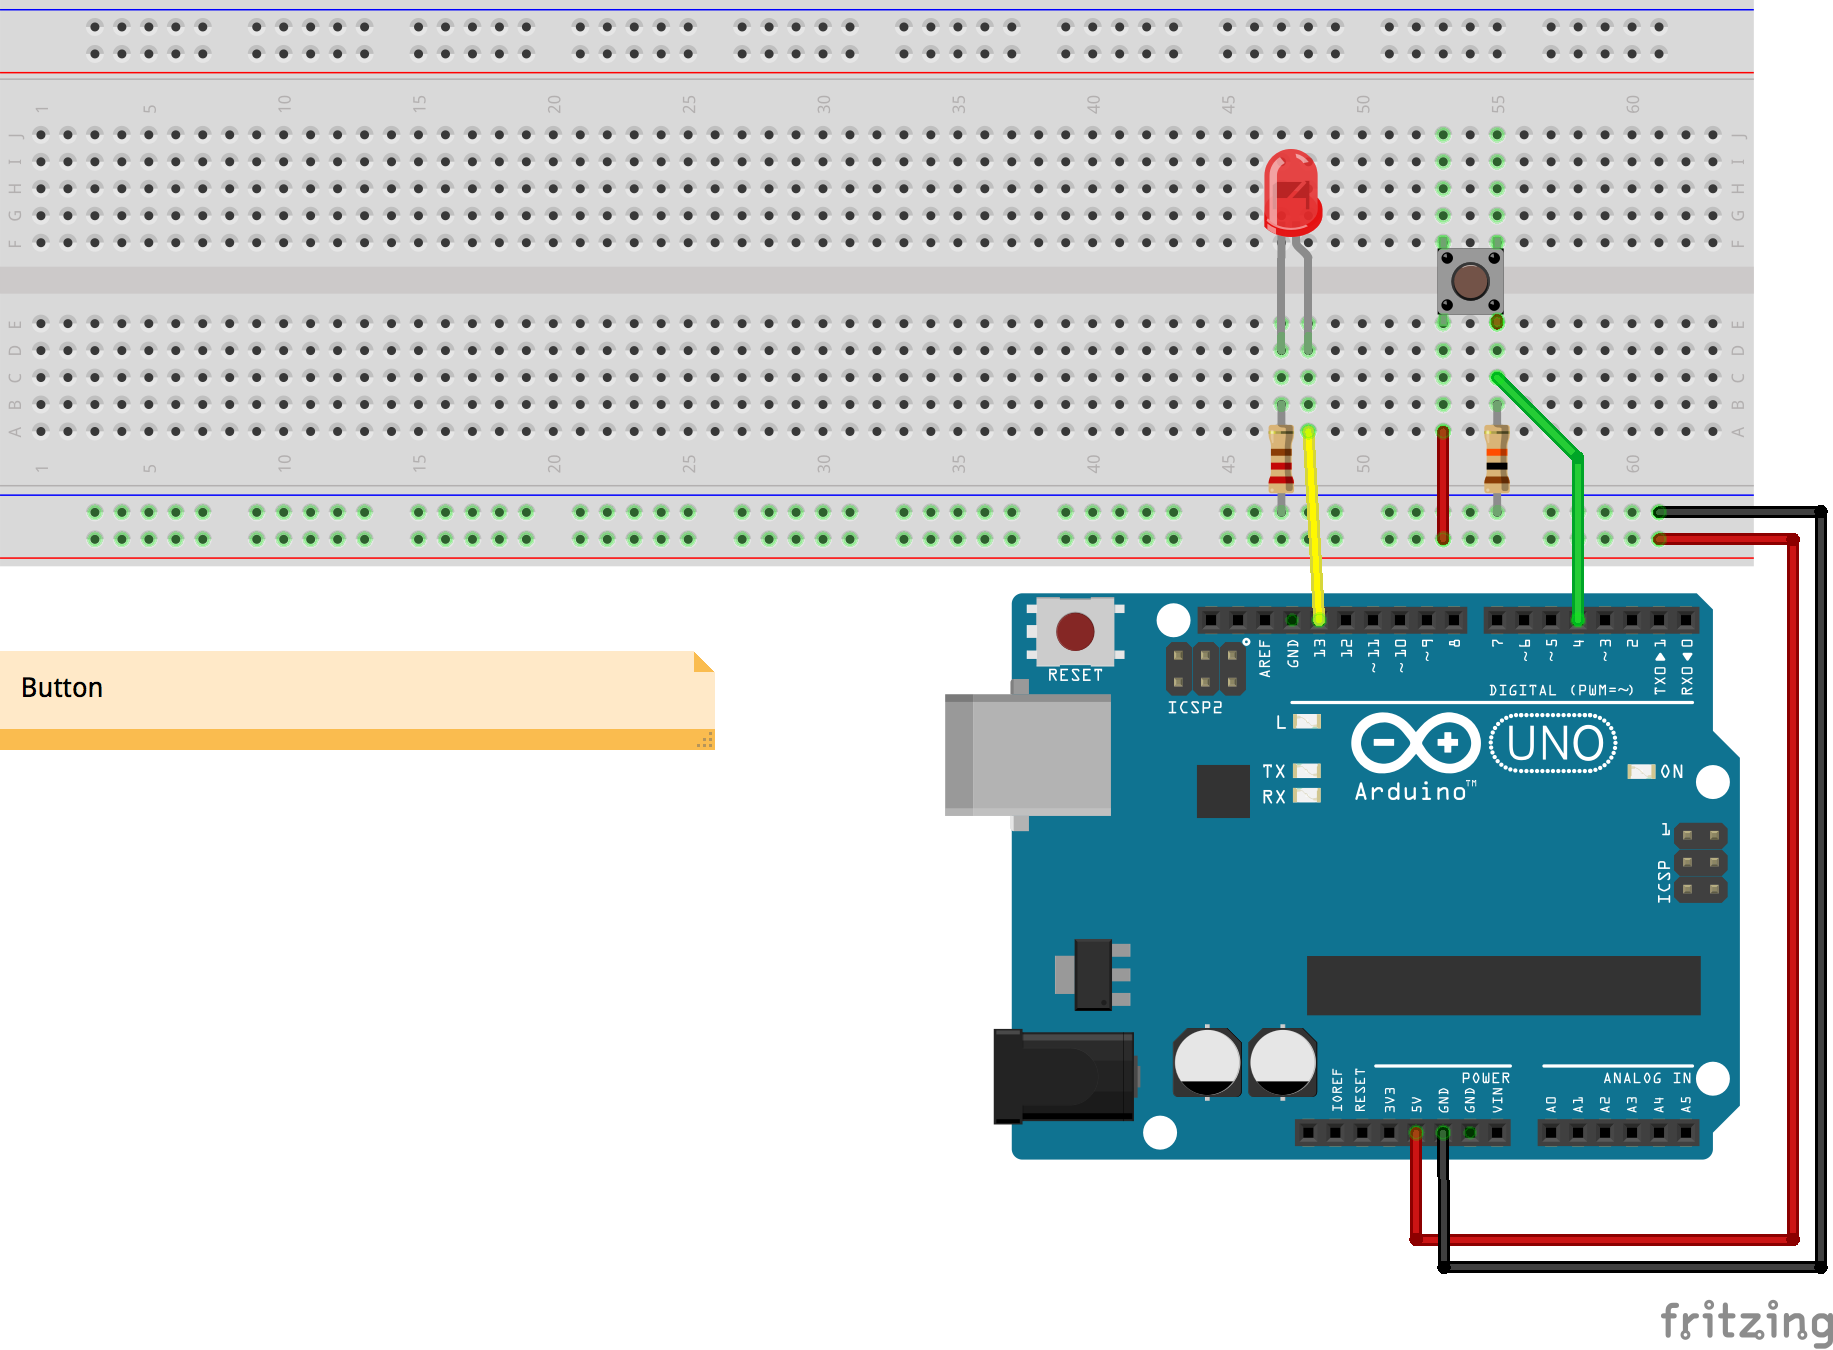 1 5 10 15 20 25 30 35 40 45 50 55 60
J J
I I
H H
G G
F F
E E
D D
C C
B B
A A
1 5 10 15 20 25 30 35 40 45 50 55 60
Button
RESET
ICSP2
AREF
GND
13
12
~11
~10
~9
8
7
~6
~5
4
~3
2
TX0▶1
RX0◀0
DIGITAL (PWM=~)
L
TX
RX
UNO
Arduino™
ON
1
ICSP
IOREF
RESET
3V3
5V
GND
GND
VIN
POWER
ANALOG IN
A0
A1
A2
A3
A4
A5
fritzing